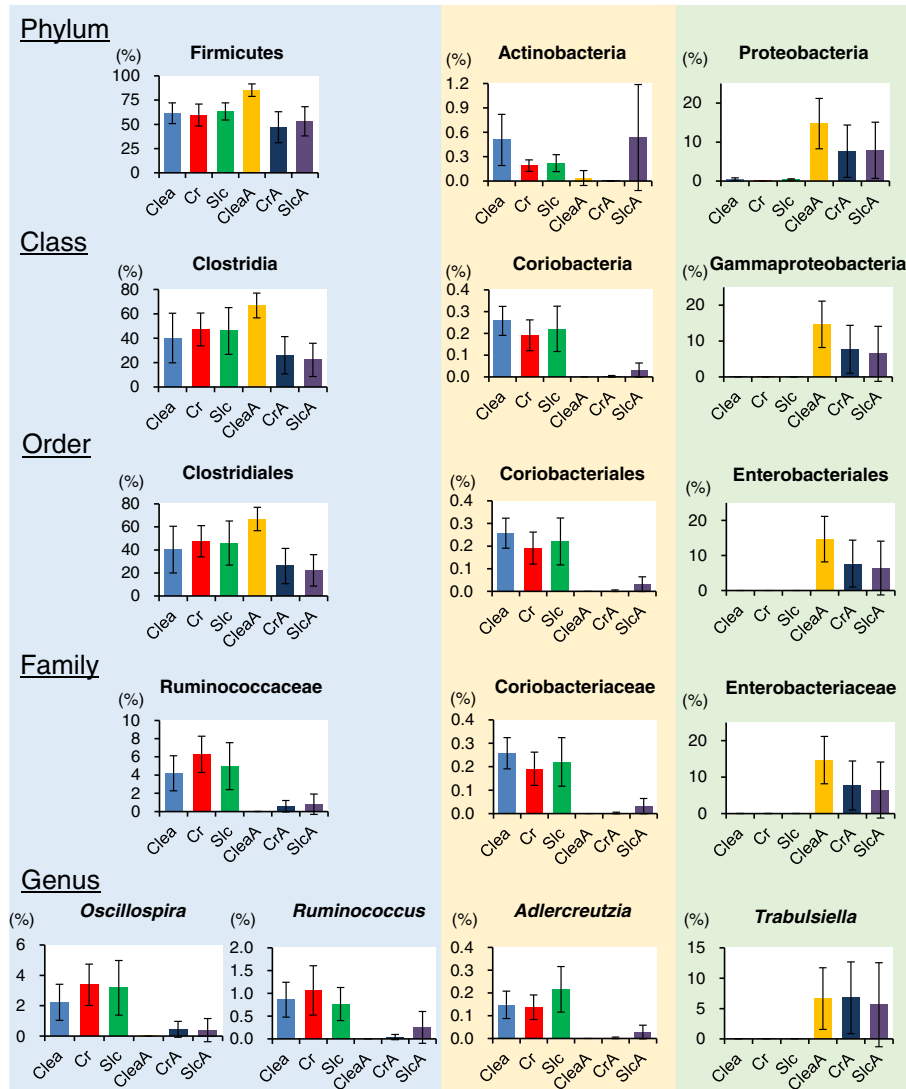 Phylum
(%)
Firmicutes
100
75
50
25
0
Clea Cr Slc CleaA CrA SlcA
(%)
Actinobacteria
1.2
0.9
0.6
0.3
0.0
Clea Cr Slc CleaA CrA SlcA
(%)
Proteobacteria
20
10
0
Clea Cr Slc CleaA CrA SlcA
Class
(%)
Clostridia
80
60
40
20
0
Clea Cr Slc CleaA CrA SlcA
(%)
Coriobacteria
0.4
0.3
0.2
0.1
0.0
Clea Cr Slc CleaA CrA SlcA
(%)
Gammaproteobacteria
20
10
0
Clea Cr Slc CleaA CrA SlcA
Order
(%)
Clostridiales
80
60
40
20
0
Clea Cr Slc CleaA CrA SlcA
(%)
Coriobacteriales
0.4
0.3
0.2
0.1
0.0
Clea Cr Slc CleaA CrA SlcA
(%)
Enterobacteriales
20
10
0
Clea Cr Slc CleaA CrA SlcA
Family
(%)
Ruminococcaceae
10
8
6
4
2
0
Clea Cr Slc CleaA CrA SlcA
(%)
Coriobacteriaceae
0.4
0.3
0.2
0.1
0.0
Clea Cr Slc CleaA CrA SlcA
(%)
Enterobacteriaceae
20
10
0
Clea Cr Slc CleaA CrA SlcA
Genus
(%)
Oscillospira
6
4
2
0
Clea Cr Slc CleaA CrA SlcA
(%)
Ruminococcus
2.0
1.5
1.0
0.5
0.0
Clea Cr Slc CleaA CrA SlcA
(%)
Adlercreutzia
0.4
0.3
0.2
0.1
0.0
Clea Cr Slc CleaA CrA SlcA
(%)
Trabulsiella
15
10
5
0
Clea Cr Slc CleaA CrA SlcA